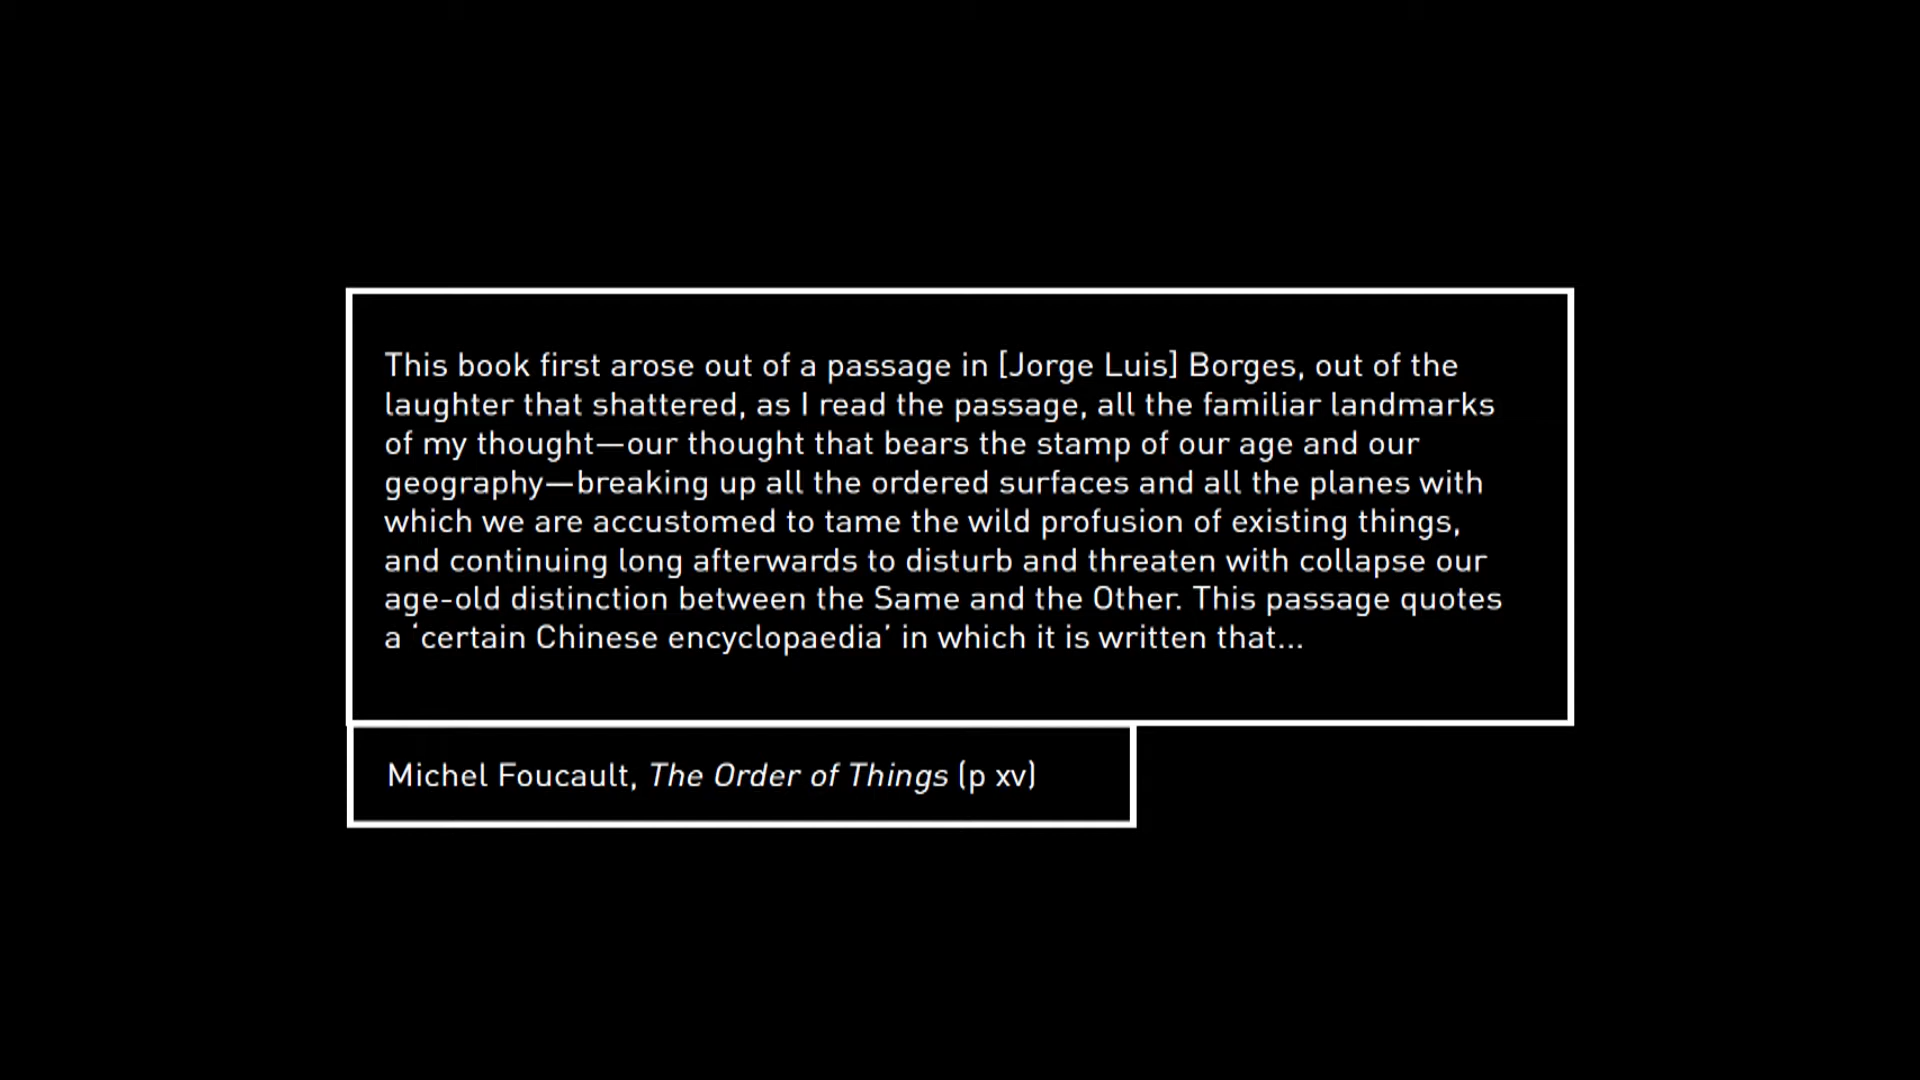 This book first arose out of a passage in [Jorge Luis] Borges, out of the
laughter that shattered, as I read the passage, all the familiar landmarks
of my thought—our thought that bears the stamp of our age and our
geography—breaking up all the ordered surfaces and all the planes with
which we are accustomed to tame the wild profusion of existing things,
and continuing long afterwards to disturb and threaten with collapse our
age-old distinction between the Same and the Other. This passage quotes
a ‘certain Chinese encyclopaedia’ in which it is written that...
Michel Foucault, The Order of Things (p xv)